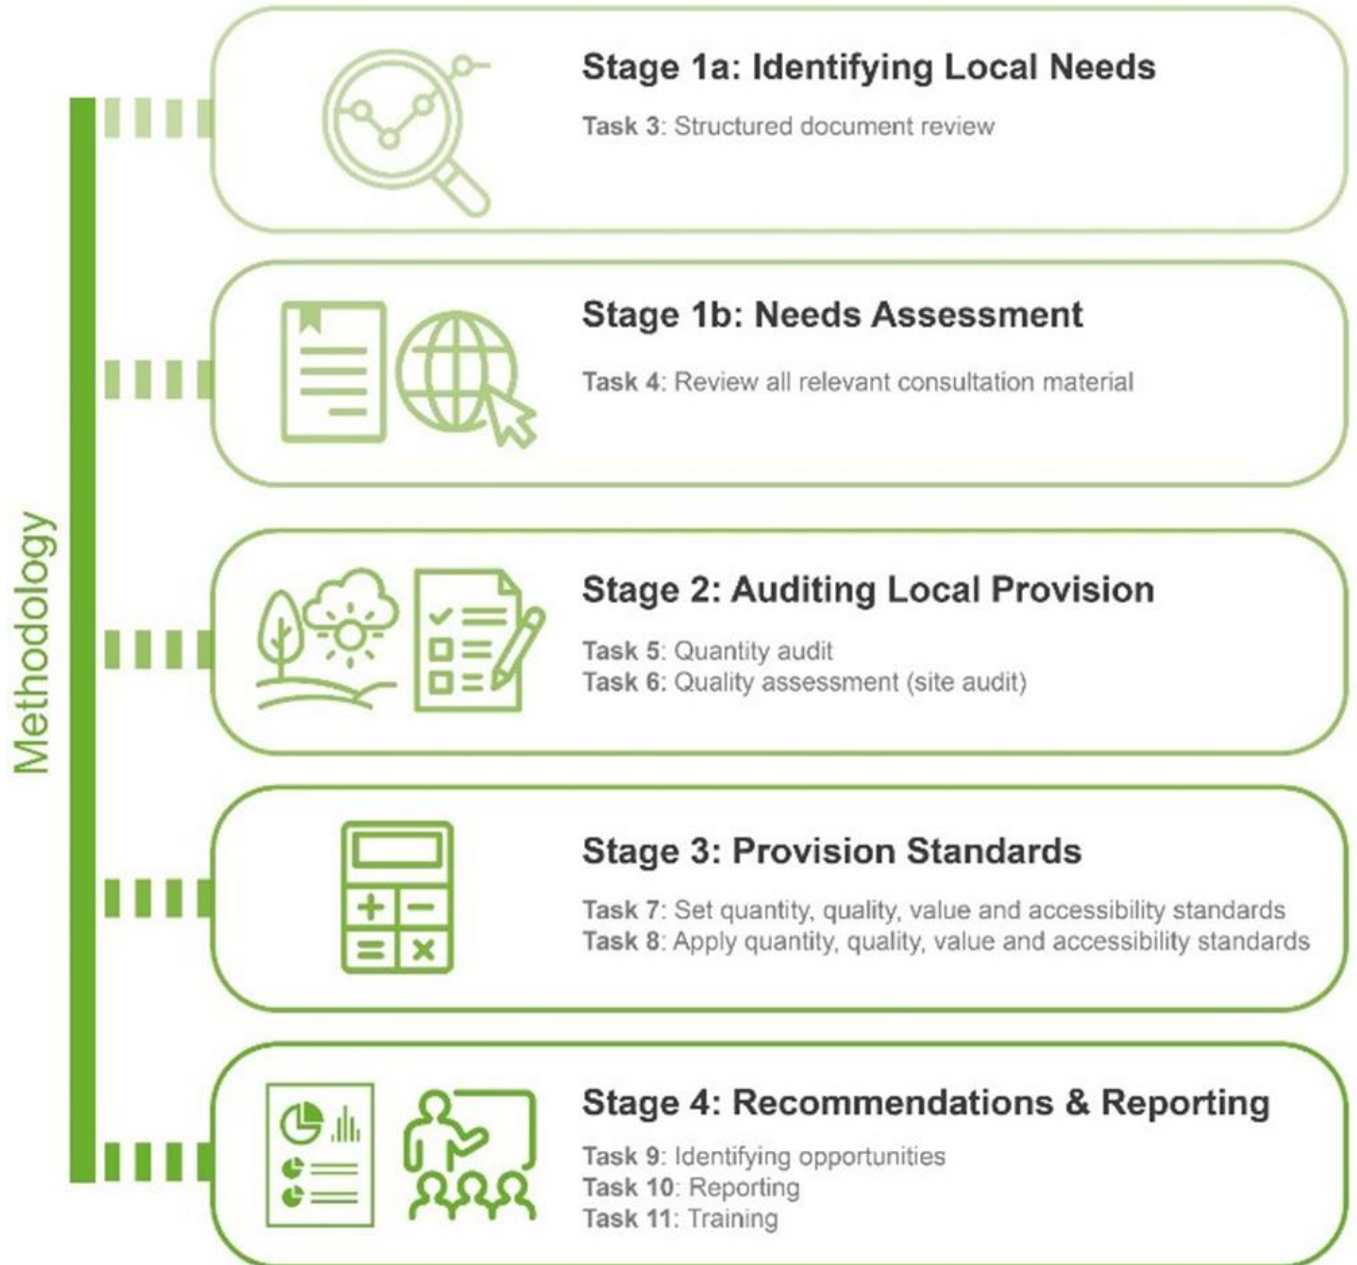 Methodology
Stage 1a: Identifying Local Needs
Task 3: Structured document review
Stage 1b: Needs Assessment
Task 4: Review all relevant consultation material
Stage 2: Auditing Local Provision
Task 5: Quantity audit
Task 6: Quality assessment (site audit)
Stage 3: Provision Standards
Task 7: Set quantity, quality, value and accessibility standards
Task 8: Apply quantity, quality, value and accessibility standards
Stage 4: Recommendations & Reporting
Task 9: Identifying opportunities
Task 10: Reporting
Task 11: Training